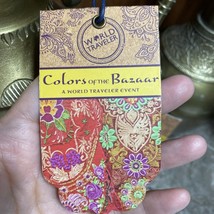 WORLD
TRAVELER
Colors OF THE Bazaar
A WORLD TRAVELER EVENT